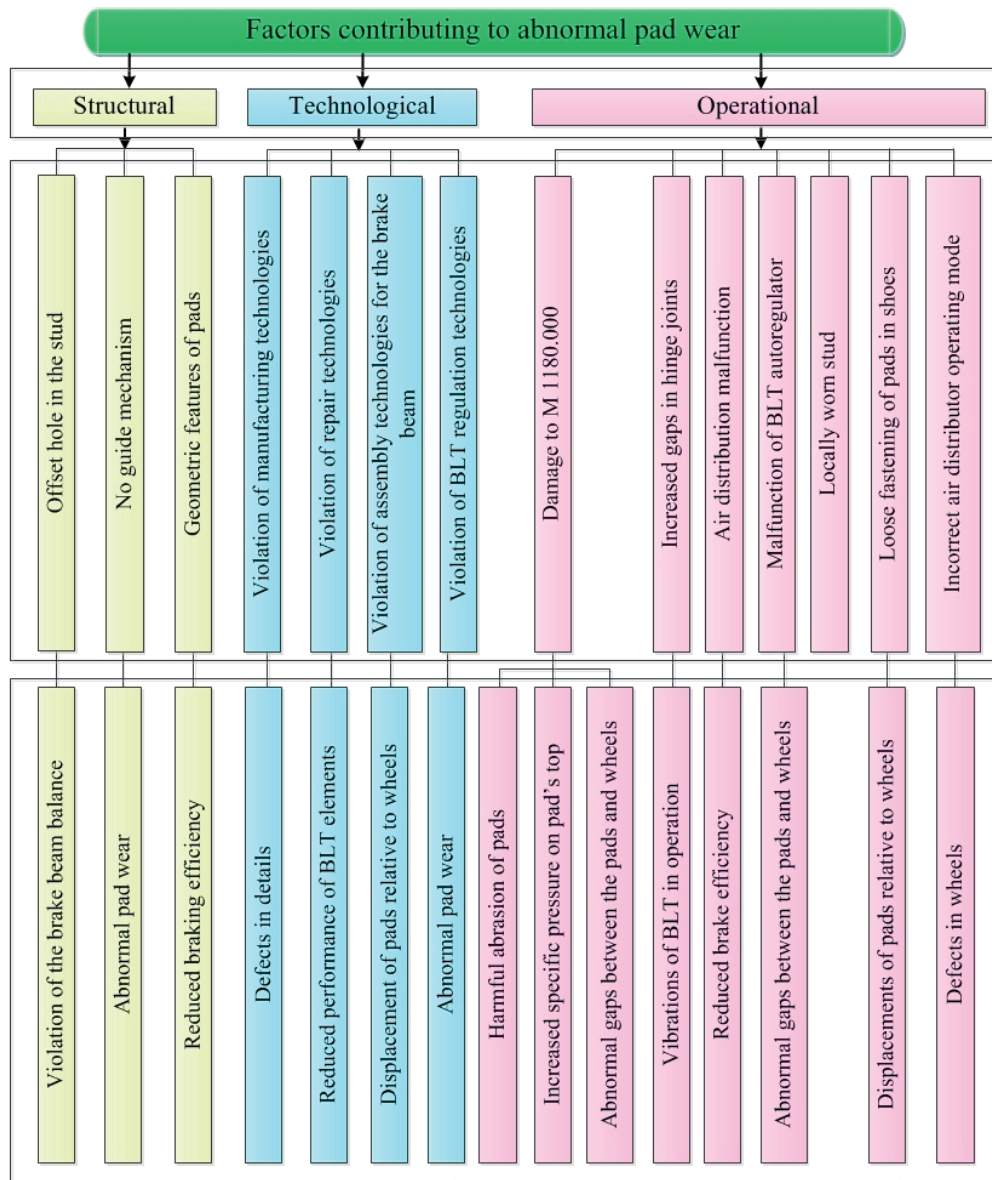 Factors contributing to abnormal pad wear
Structural
Technological
Operational
Offset hole in the stud
No guide mechanism
Geometric features of pads
Violation of manufacturing technologies
Violation of repair technologies
Violation of assembly technologies for the brake
beam
Violation of BLT regulation technologies
Damage to M 1180.000
Increased gaps in hinge joints
Air distribution malfunction
Malfunction of BLT autoregulator
Locally worn stud
Loose fastening of pads in shoes
Incorrect air distributor operating mode
Violation of the brake beam balance
Abnormal pad wear
Reduced braking efficiency
Defects in details
Reduced performance of BLT elements
Displacement of pads relative to wheels
Abnormal pad wear
Harmful abrasion of pads
Increased specific pressure on pad’s top
Abnormal gaps between the pads and wheels
Vibrations of BLT in operation
Reduced brake efficiency
Abnormal gaps between the pads and wheels
Displacements of pads relative to wheels
Defects in wheels